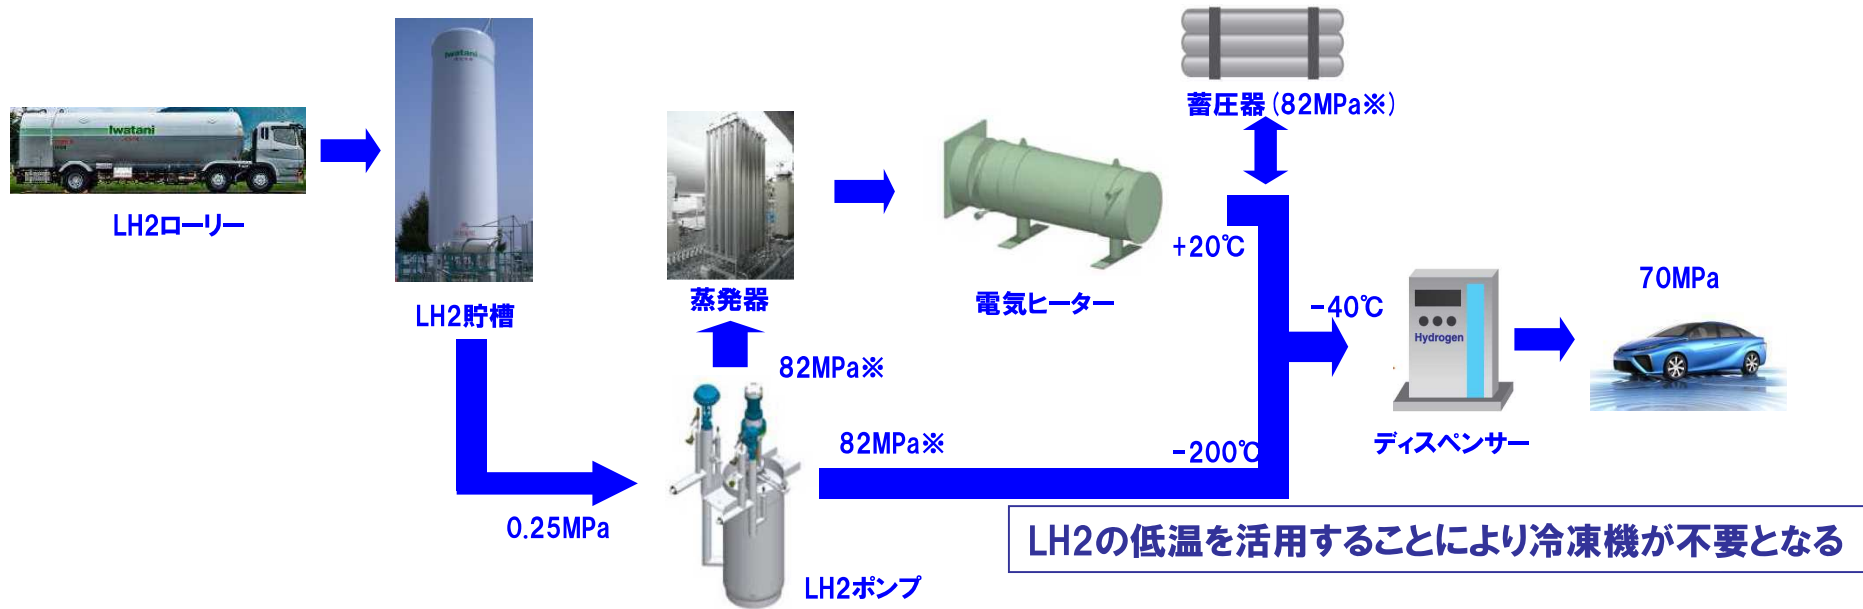 Iwatani
LH2ローリー
Iwatani
LH2貯槽
0.25MPa
蒸発器
82MPa※
LH2ポンプ
82MPa※
電気ヒーター
蓄圧器(82MPa※)
+20℃
-200℃
-40℃
Hydrogen
ディスペンサー
70MPa
LH2の低温を活用することにより冷凍機が不要となる